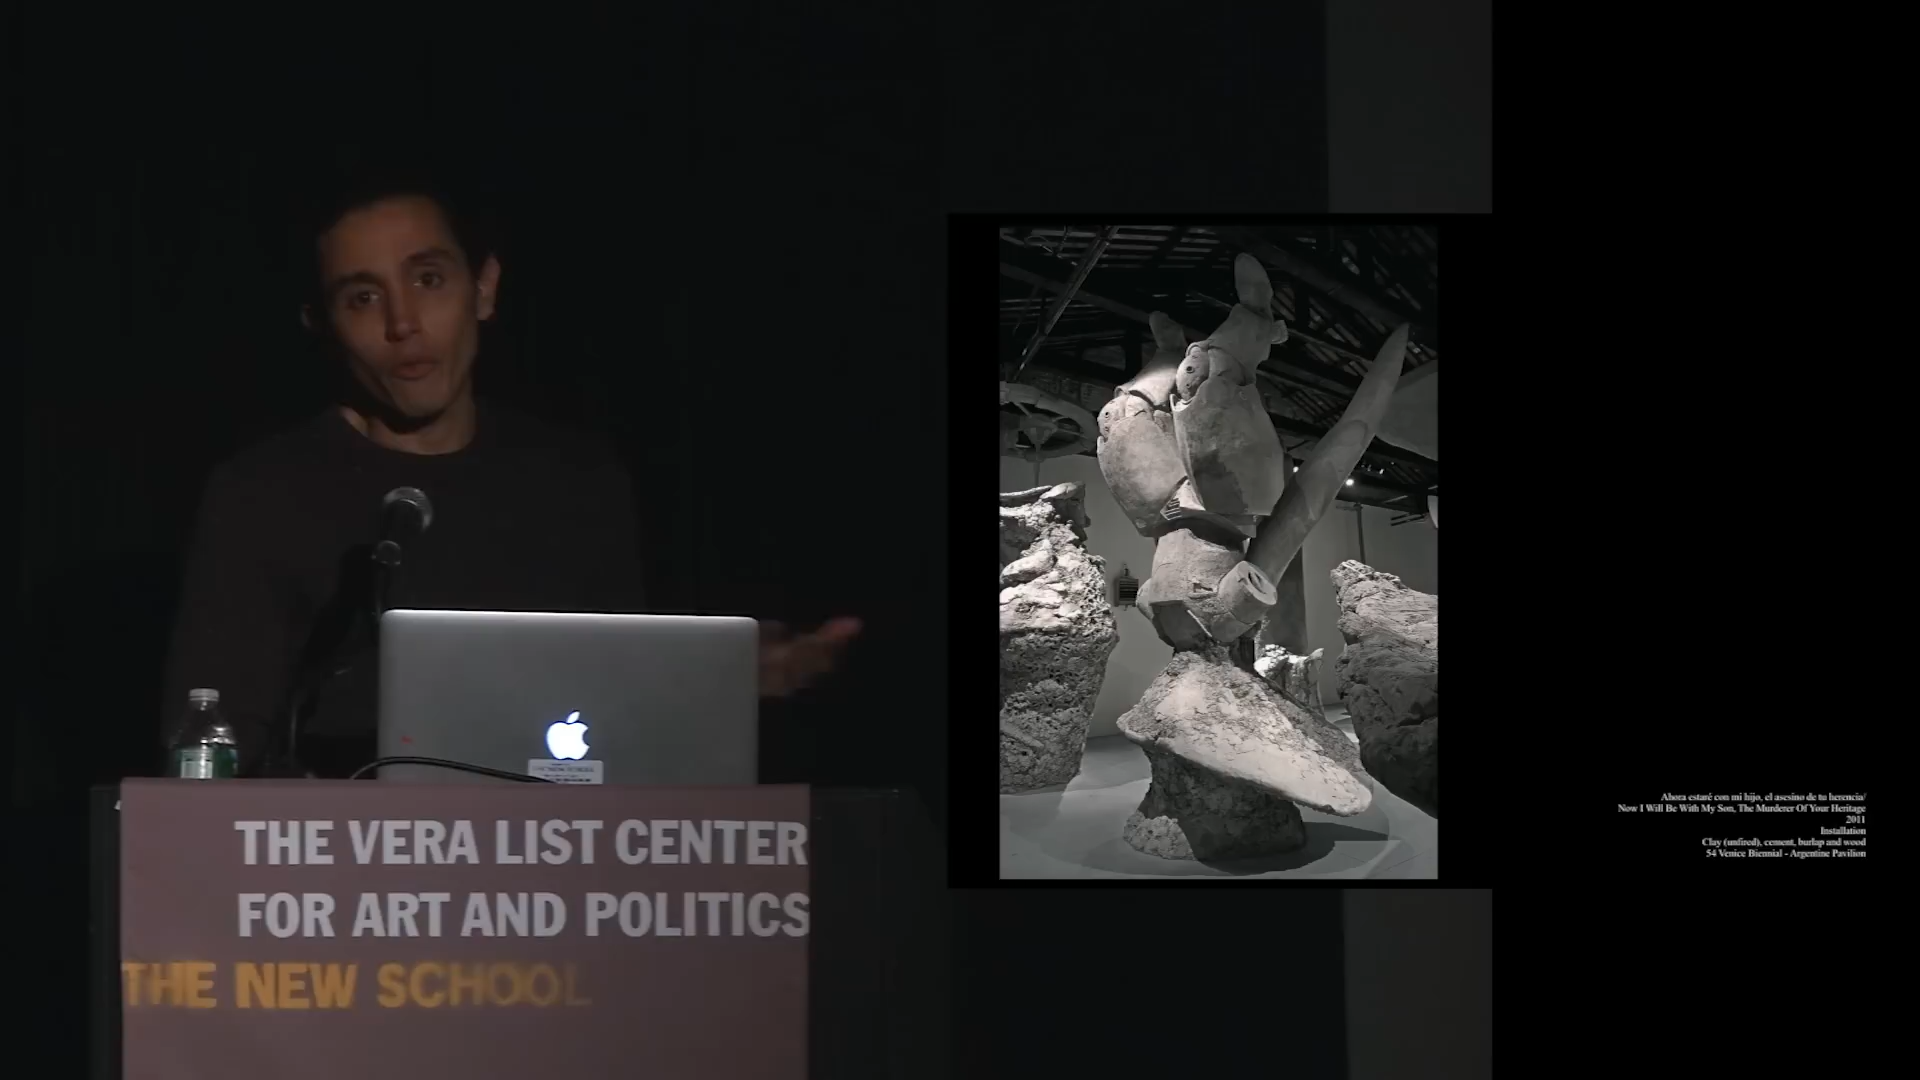 THE VERA LIST CENTER
FOR ART AND POLITICS
THE NEW SCHOOL
Ahora estaré con mi hijo, el asesino de tu herencia/
Now I Will Be With My Son, The Murderer Of Your Heritage
2011
Installation
Clay (unfired), cement, burlap and wood
54 Venice Biennial - Argentine Pavilion